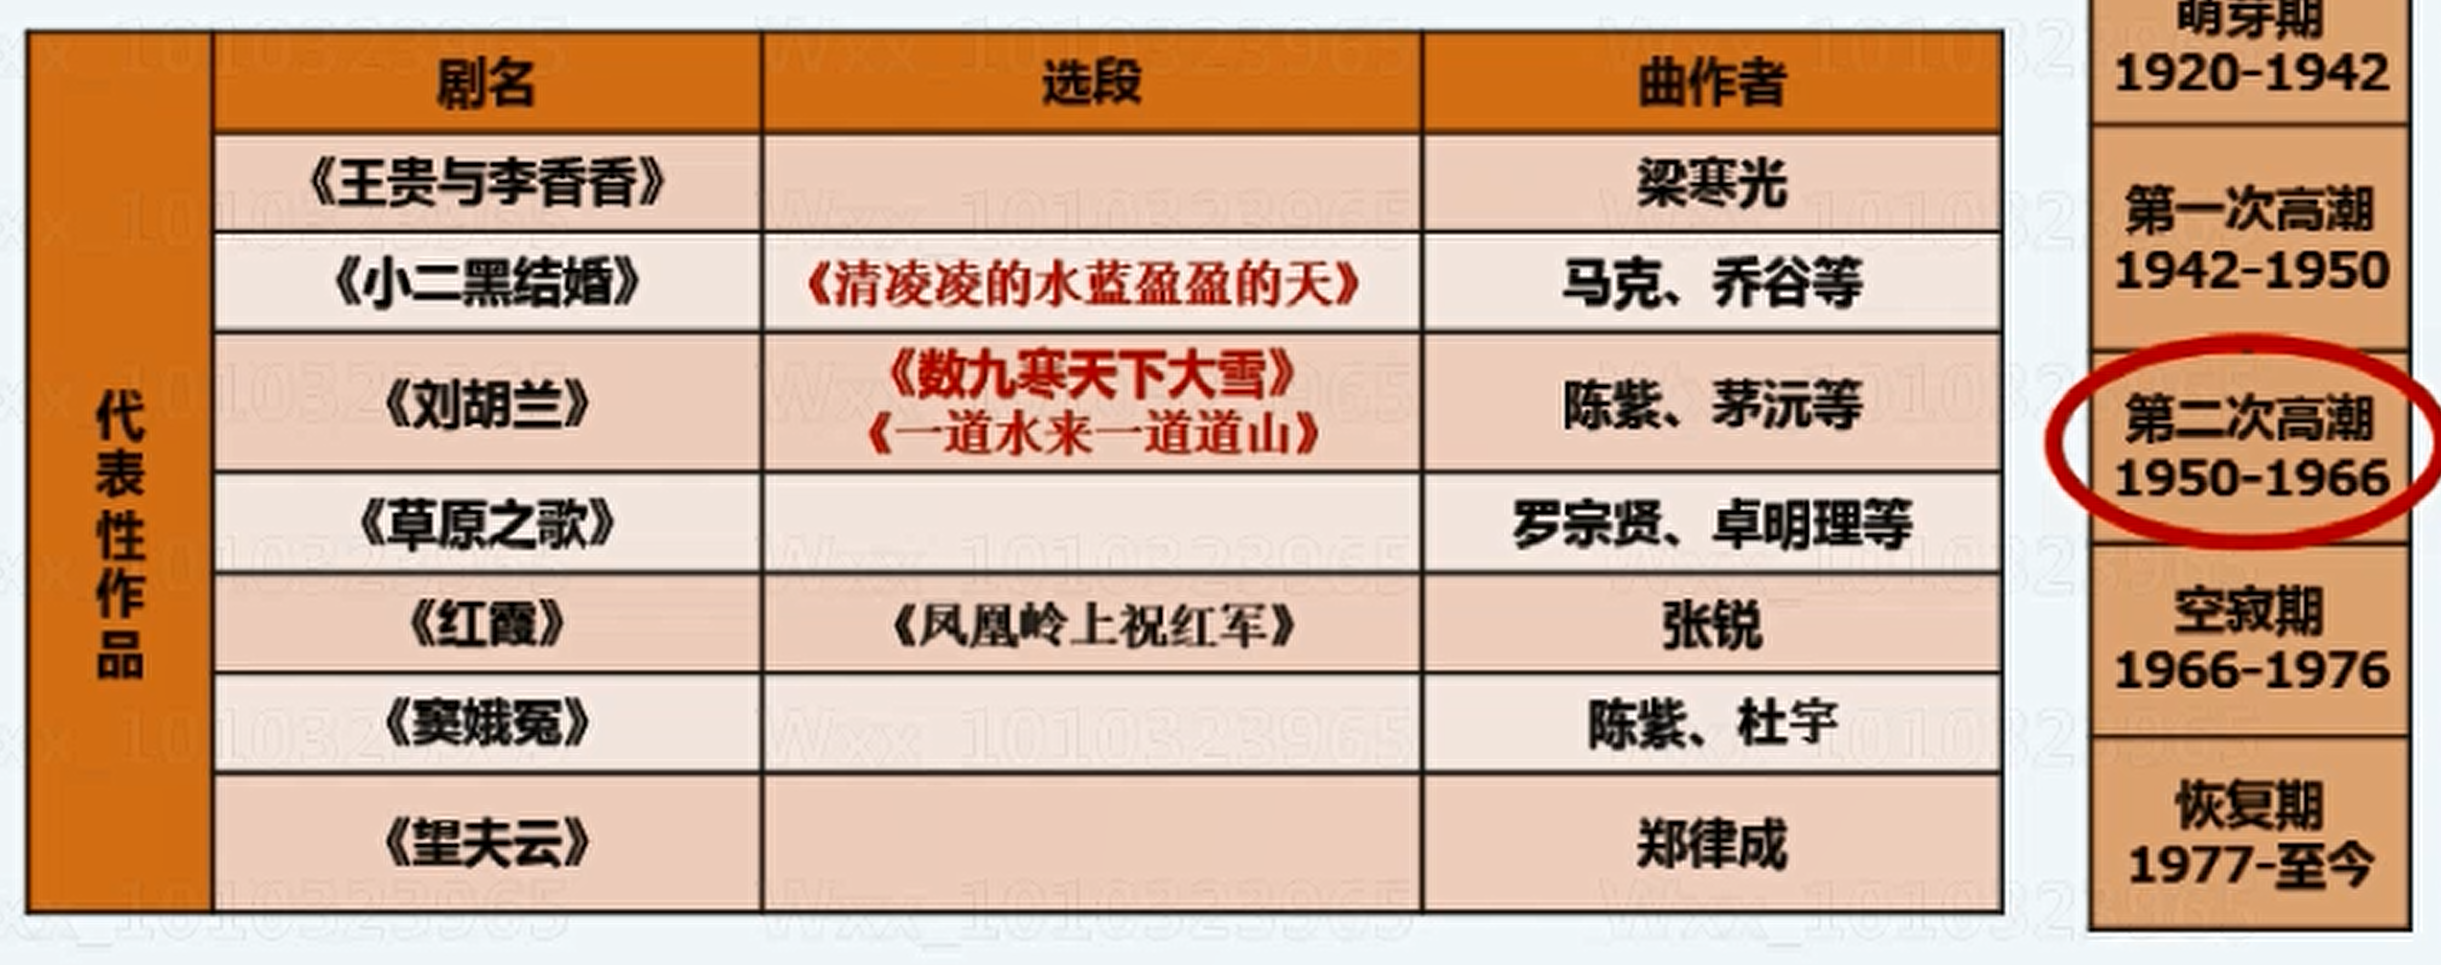 代表性作品
剧名 选段 曲作者
《王贵与李香香》 梁寒光
《小二黑结婚》 《清凌凌的水蓝盈盈的天》 马克、乔谷等
《刘胡兰》 《数九寒天下大雪》 陈紫、茅沅等
《一道水来一道道山》
《草原之歌》 罗宗贤、卓明理等
《红霞》 《凤凰岭上祝红军》 张锐
《窦娥冤》 陈紫、杜宇
《望夫云》 郑律成
萌芽期
1920-1942
第一次高潮
1942-1950
第二次高潮
1950-1966
空寂期
1966-1976
恢复期
1977-至今
Wxx_1010323965